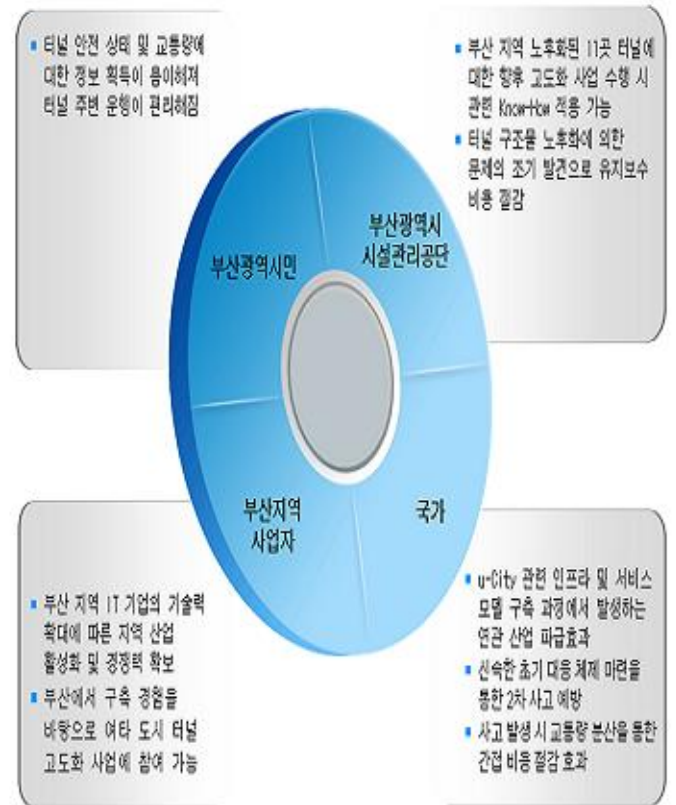 ▪ 터널 안전 상태 및 교통량에
대한 정보 획득이 용이해져
터널 주변 운행이 편리해짐
▪ 부산 지역 노후화된 11곳 터널에
대한 향후 고도화 사업 수행 시
관련 Know-How 적용 가능
▪ 터널 구조물 노후화에 의한
문제의 조기 발견으로 유지보수
비용 절감
부산광역시민
부산광역시
시설관리공단
부산지역
사업자
국가
▪ 부산 지역 IT 기업의 기술력
확대에 따른 지역 산업
활성화 및 경쟁력 확보
▪ 부산에서 구축 경험을
바탕으로 여타 도시 터널
고도화 사업에 참여 가능
▪ u-City 관련 인프라 및 서비스
모델 구축 과정에서 발생하는
연관 산업 파급효과
▪ 신속한 초기 대응 체제 마련을
통한 2차 사고 예방
▪ 사고 발생 시 교통량 분산을 통한
간접 비용 절감 효과